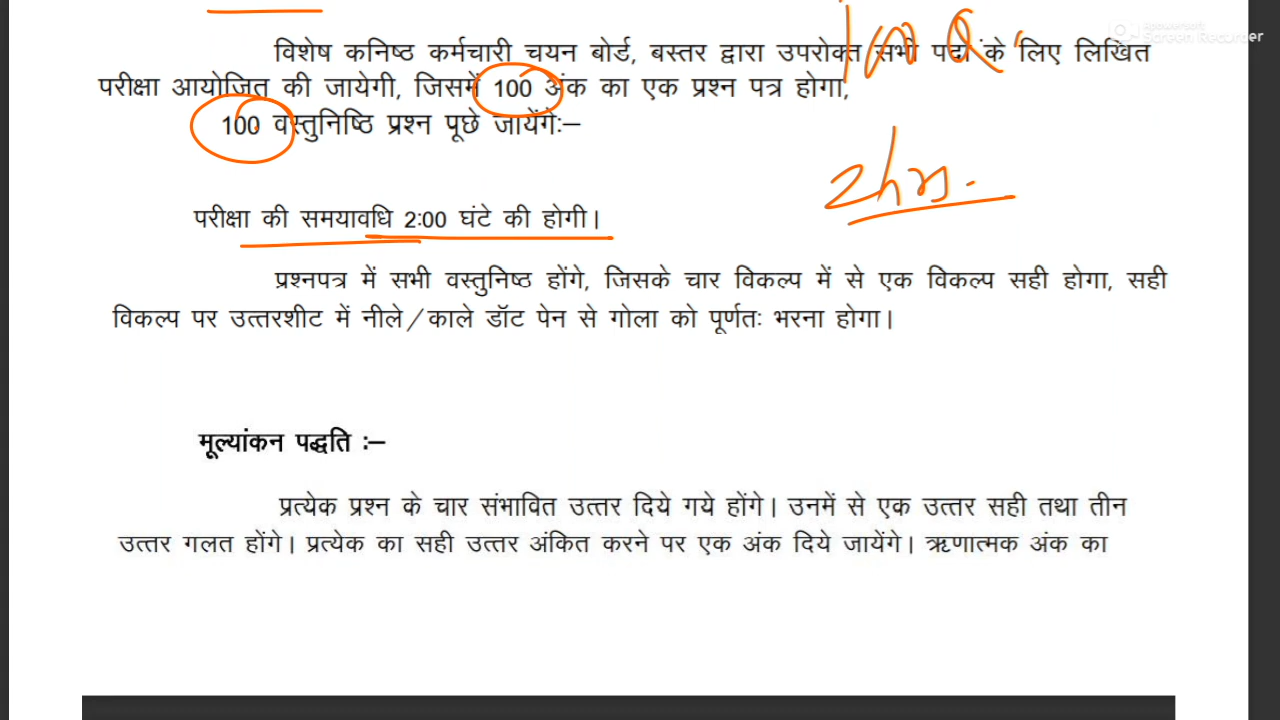 100 Q.
apowersoft
Screen Recorder
विशेष कनिष्ठ कर्मचारी चयन बोर्ड, बस्तर द्वारा उपरोक्त सभी पदों के लिए लिखित
परीक्षा आयोजित की जायेगी, जिसमें 100 अंक का एक प्रश्न पत्र होगा,
100 वस्तुनिष्ठि प्रश्न पूछे जायेंगेः–
2hrs.
परीक्षा की समयावधि 2:00 घंटे की होगी।
प्रश्नपत्र में सभी वस्तुनिष्ठ होंगे, जिसके चार विकल्प में से एक विकल्प सही होगा, सही
विकल्प पर उत्तरशीट में नीले/काले डॉट पेन से गोला को पूर्णतः भरना होगा।
मूल्यांकन पद्धति :–
प्रत्येक प्रश्न के चार संभावित उत्तर दिये गये होंगे। उनमें से एक उत्तर सही तथा तीन
उत्तर गलत होंगे। प्रत्येक का सही उत्तर अंकित करने पर एक अंक दिये जायेंगे। ऋणात्मक अंक का